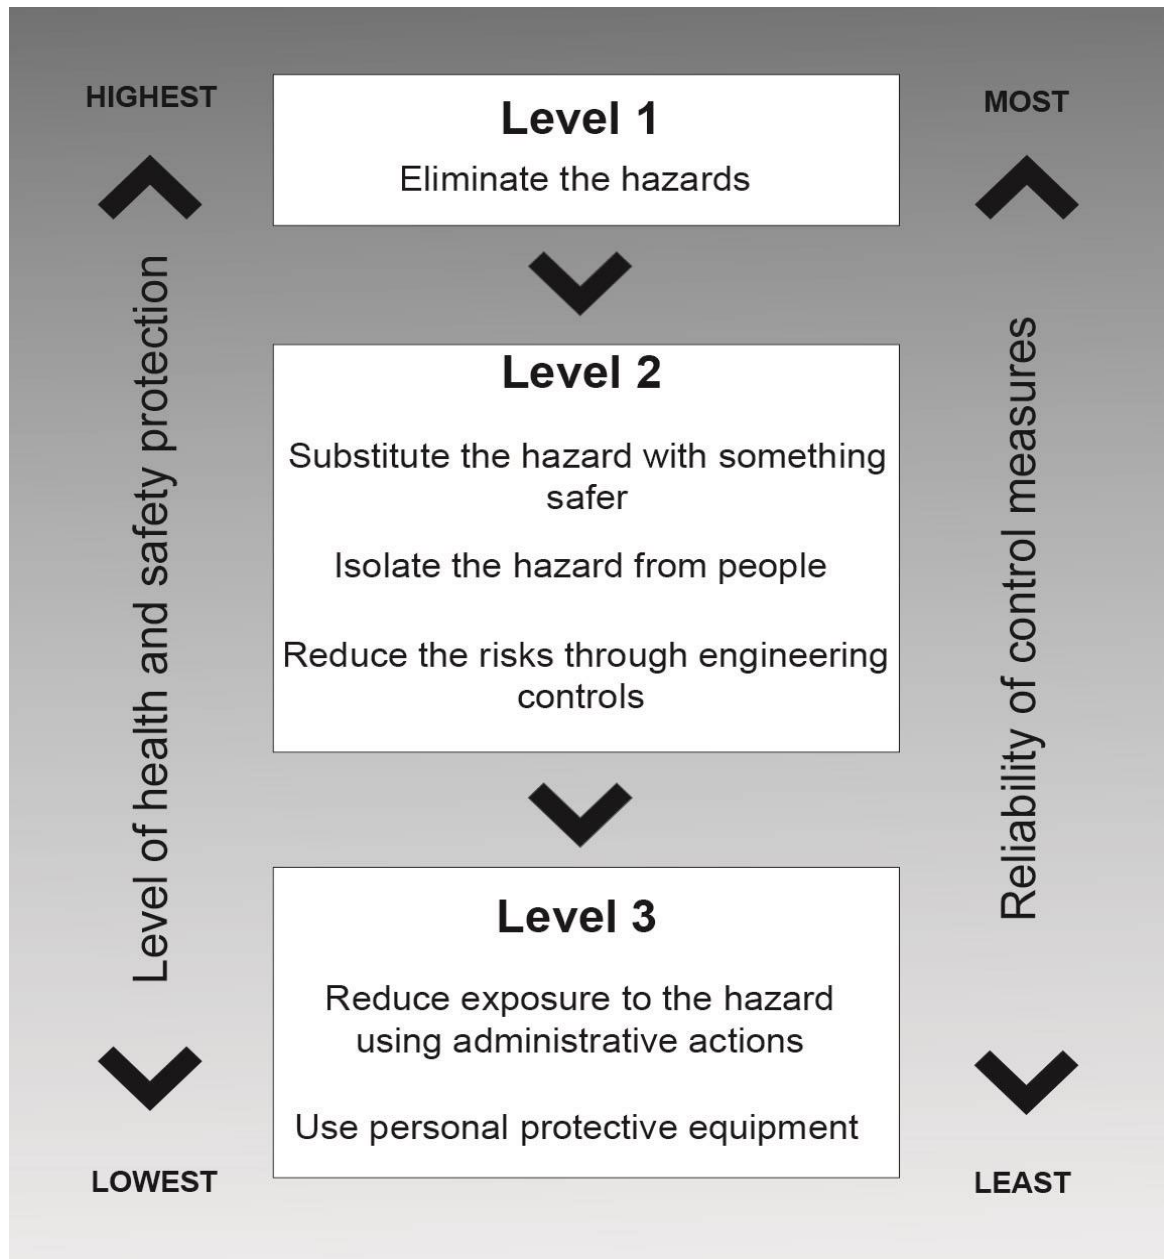 HIGHEST
Level of health and safety protection
LOWEST
Level 1
Eliminate the hazards
Level 2
Substitute the hazard with something
safer
Isolate the hazard from people
Reduce the risks through engineering
controls
Level 3
Reduce exposure to the hazard
using administrative actions
Use personal protective equipment
MOST
Reliability of control measures
LEAST